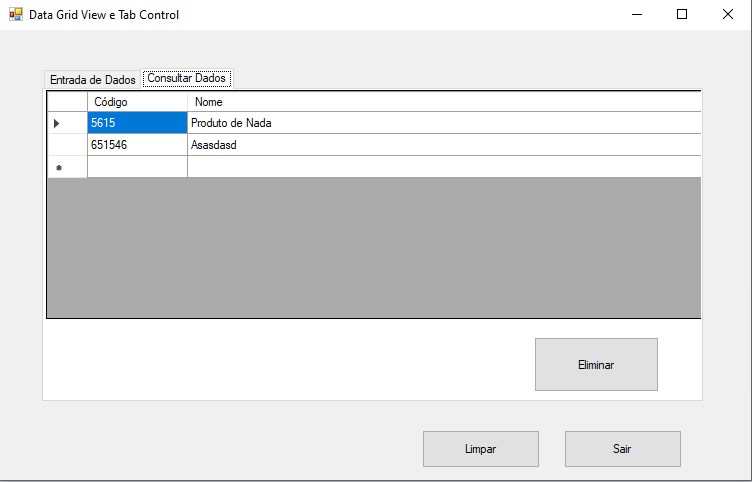 Data Grid View e Tab Control
Entrada de Dados Consultar Dados
Código Nome
5615 Produto de Nada
651546 Asasdasd
Eliminar
Limpar Sair